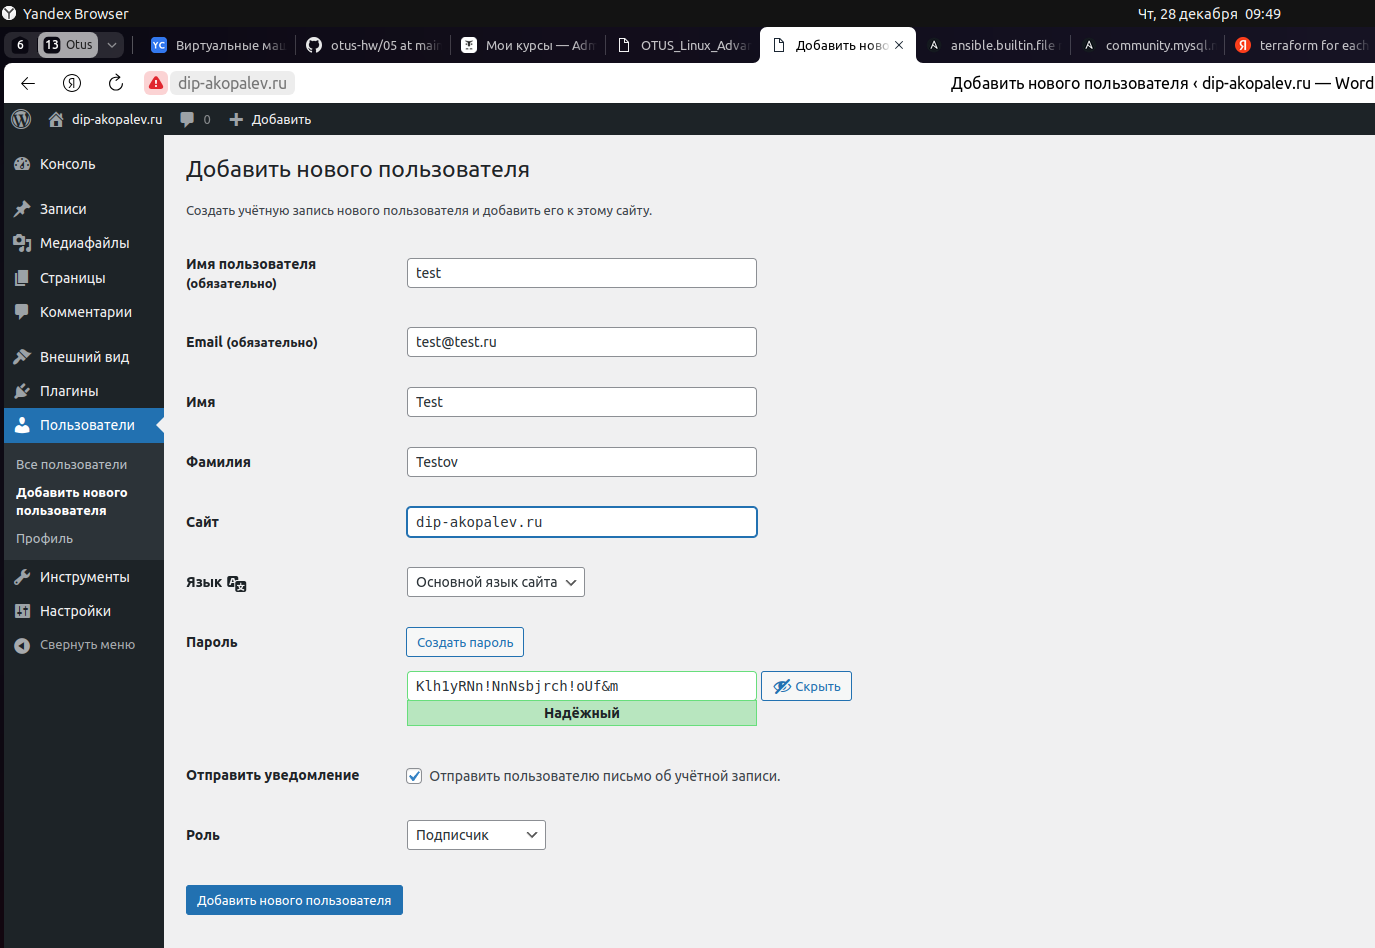 Yandex Browser
Чт, 28 декабря 09:49
6
13 Otus
Виртуальные ма
otus-hw/05 at mai
Мои курсы — Adm
OTUS_Linux_Adva
Добавить ново
ansible.builtin.file
community.mysql.
terraform for each
dip-akopalev.ru
Добавить нового пользователя ‹ dip-akopalev.ru — Word
dip-akopalev.ru
0
Добавить
Консоль
Записи
Медиафайлы
Страницы
Комментарии
Внешний вид
Плагины
Пользователи
Все пользователи
Добавить нового
пользователя
Профиль
Инструменты
Настройки
Свернуть меню
Добавить нового пользователя
Создать учётную запись нового пользователя и добавить его к этому сайту.
Имя пользователя
(обязательно)
test
Email (обязательно)
test@test.ru
Имя
Test
Фамилия
Testov
Сайт
dip-akopalev.ru
Язык
Основной язык сайта
Пароль
Создать пароль
Klh1yRNn!NnNsbjrch!oUf&m
Скрыть
Надёжный
Отправить уведомление
Отправить пользователю письмо об учётной записи.
Роль
Подписчик
Добавить нового пользователя